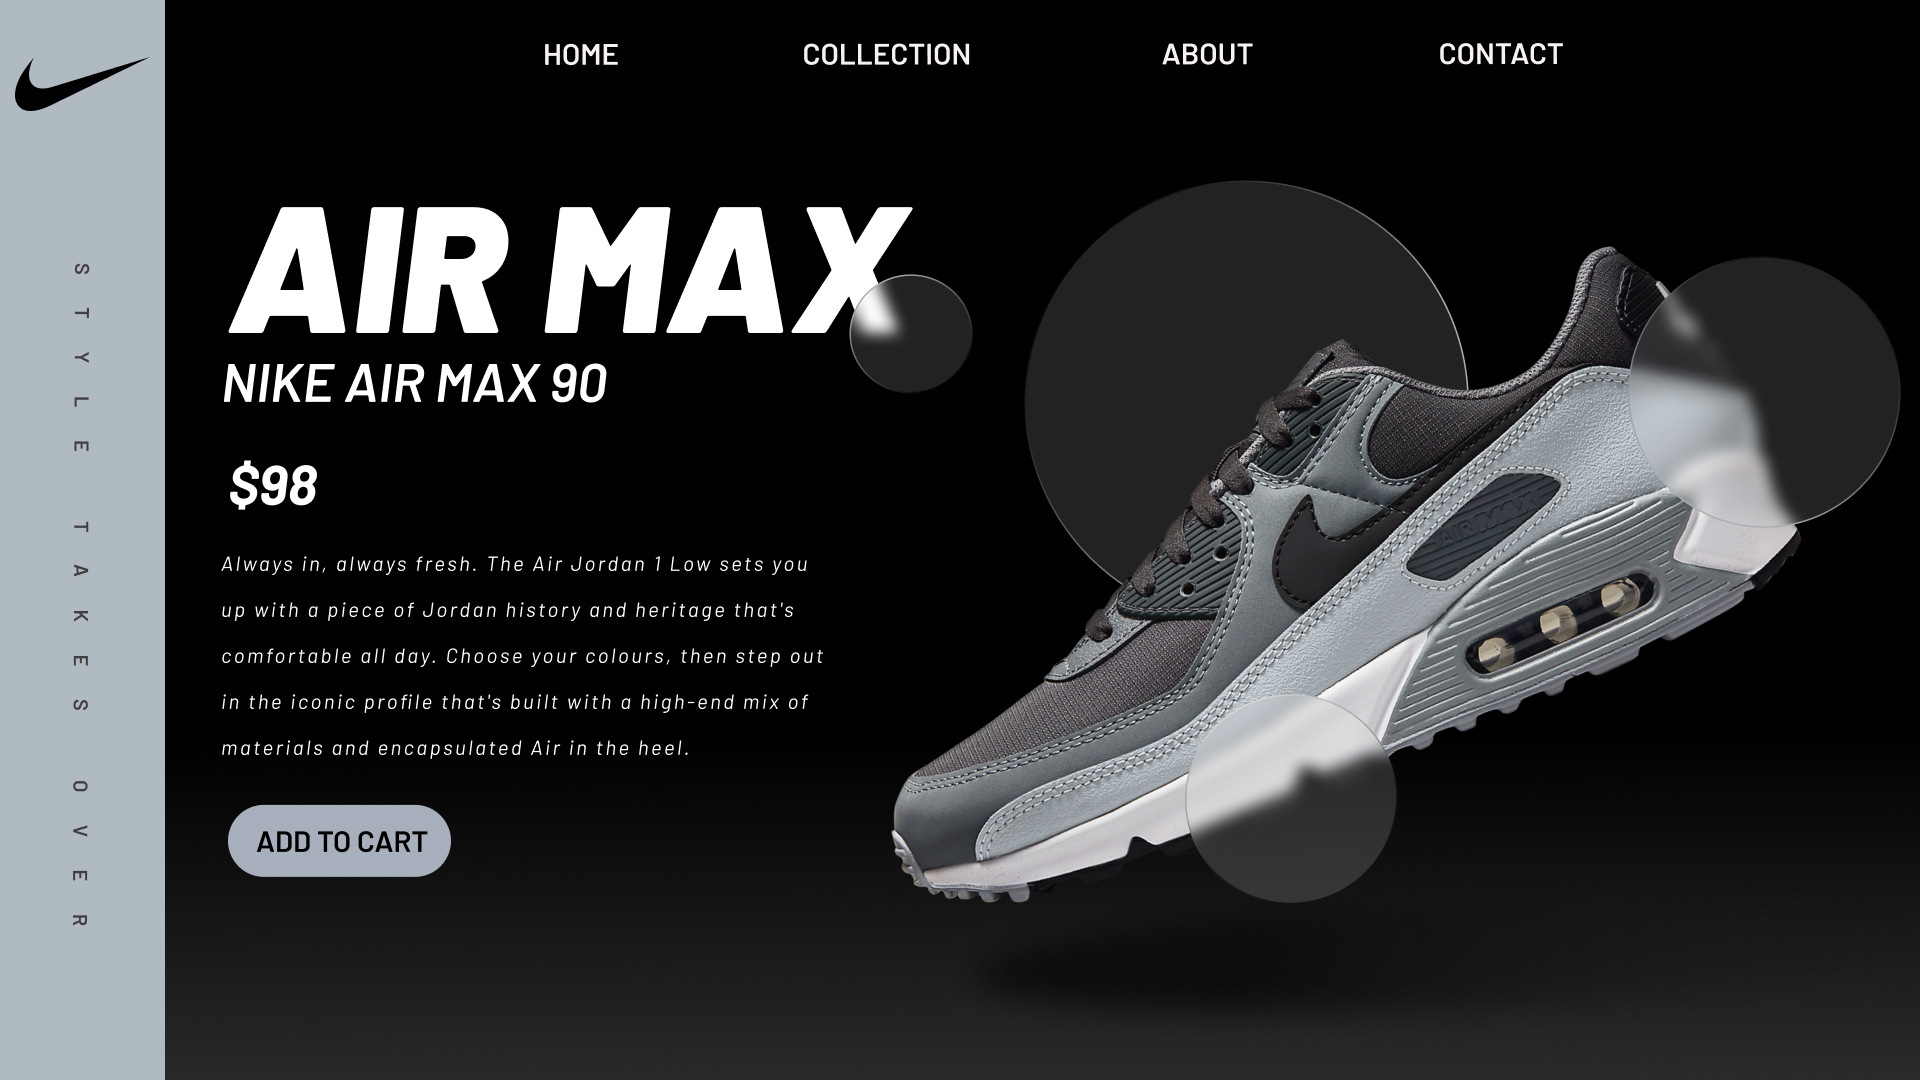 HOME COLLECTION ABOUT CONTACT
STYLE TAKES OVER
AIR MAX
NIKE AIR MAX 90
$98
Always in, always fresh. The Air Jordan 1 Low sets you
up with a piece of Jordan history and heritage that's
comfortable all day. Choose your colours, then step out
in the iconic profile that's built with a high-end mix of
materials and encapsulated Air in the heel.
ADD TO CART
AIR MAX